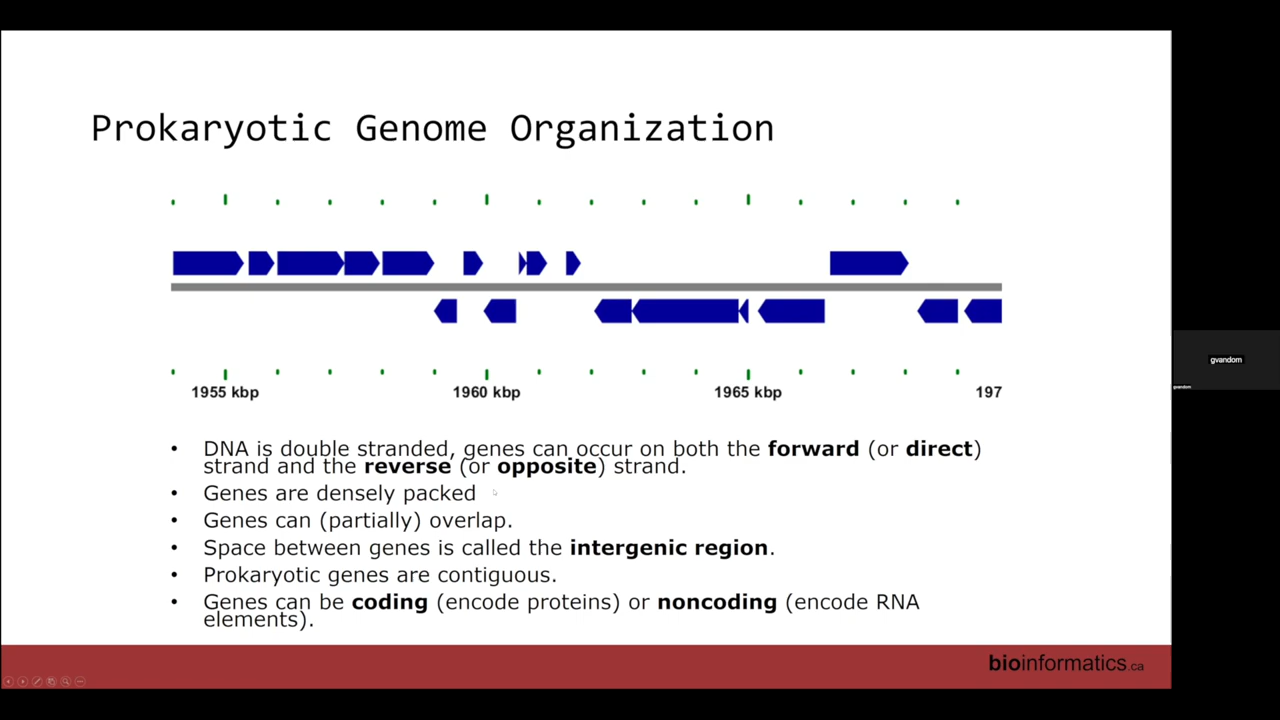 Prokaryotic Genome Organization
1955 kbp 1960 kbp 1965 kbp 197
• DNA is double stranded, genes can occur on both the forward (or direct)
strand and the reverse (or opposite) strand.
• Genes are densely packed
• Genes can (partially) overlap.
• Space between genes is called the intergenic region.
• Prokaryotic genes are contiguous.
• Genes can be coding (encode proteins) or noncoding (encode RNA
elements).
bioinformatics.ca
gvandom
gvandom